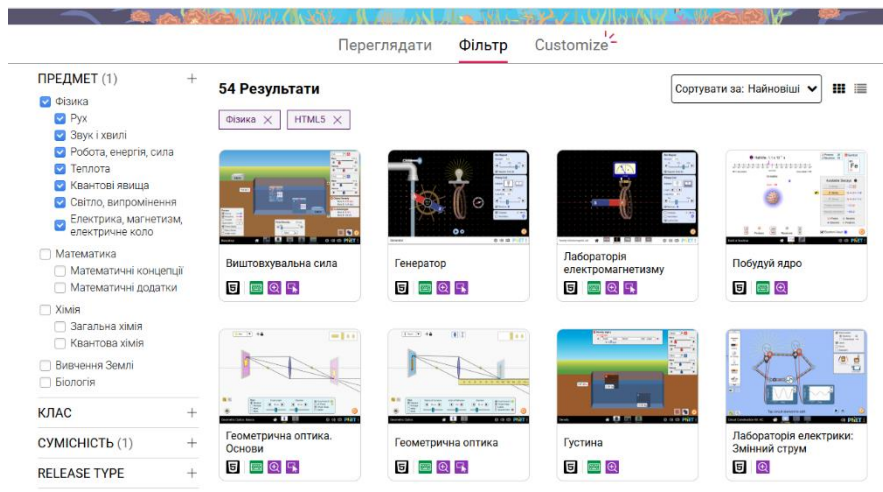 Переглядати Фільтр Customize
ПРЕДМЕТ (1)
Фізика
Рух
Звук і хвилі
Робота, енергія, сила
Теплота
Квантові явища
Світло, випромінення
Електрика, магнетизм,
електричне коло
Математика
Математичні концепції
Математичні додатки
Хімія
Загальна хімія
Квантова хімія
Вивчення Землі
Біологія
КЛАС
СУМІСНІСТЬ (1)
RELEASE TYPE
54 Результати
Сортувати за: Найновіші
Фізика
HTML5
Виштовхувальна сила
Генератор
Лабораторія
електромагнетизму
Побудуй ядро
Геометрична оптика.
Основи
Геометрична оптика
Густина
Лабораторія електрики:
Змінний струм